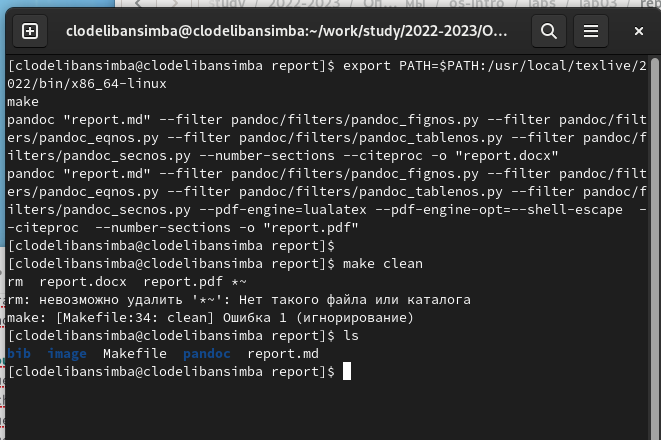 clodelibansimba@clodelibansimba:~/work/study/2022-2023/O...
[clodelibansimba@clodelibansimba report]$ export PATH=$PATH:/usr/local/texlive/2
022/bin/x86_64-linux
make
pandoc "report.md" --filter pandoc/filters/pandoc_fignos.py --filter pandoc/filt
ers/pandoc_eqnos.py --filter pandoc/filters/pandoc_tablenos.py --filter pandoc/f
ilters/pandoc_secnos.py --number-sections --citeproc -o "report.docx"
pandoc "report.md" --filter pandoc/filters/pandoc_fignos.py --filter pandoc/filt
ers/pandoc_eqnos.py --filter pandoc/filters/pandoc_tablenos.py --filter pandoc/f
ilters/pandoc_secnos.py --pdf-engine=lualatex --pdf-engine-opt=--shell-escape  -
-citeproc  --number-sections -o "report.pdf"
[clodelibansimba@clodelibansimba report]$
[clodelibansimba@clodelibansimba report]$ make clean
rm  report.docx  report.pdf *~
rm: невозможно удалить '*~': Нет такого файла или каталога
make: [Makefile:34: clean] Ошибка 1 (игнорирование)
[clodelibansimba@clodelibansimba report]$ ls
bib  image  Makefile  pandoc  report.md
[clodelibansimba@clodelibansimba report]$